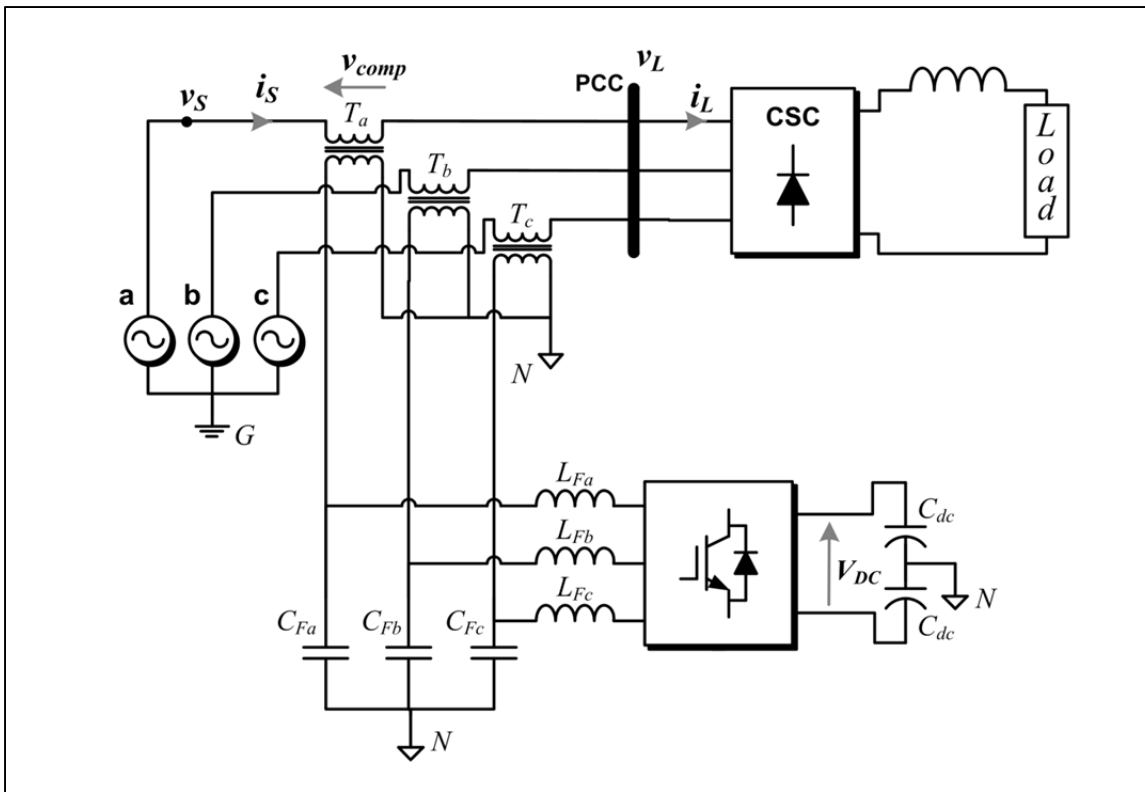 v_comp
v_L
v_S
i_S
T_a
PCC
i_L
CSC
Load
T_b
T_c
a
b
c
N
G
L_Fa
L_Fb
L_Fc
C_dc
V_DC
N
C_dc
C_Fa
C_Fb
C_Fc
N